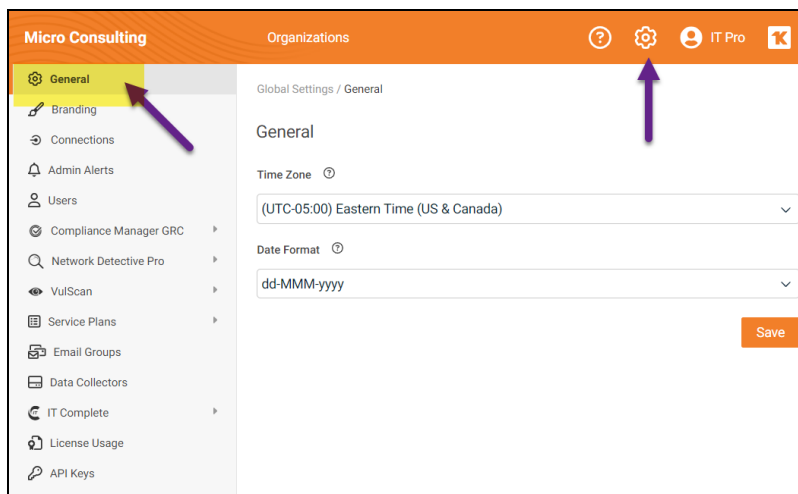 Micro Consulting
Organizations
IT Pro
General
Branding
Connections
Admin Alerts
Users
Compliance Manager GRC
Network Detective Pro
VulScan
Service Plans
Email Groups
Data Collectors
IT Complete
License Usage
API Keys
Global Settings / General
General
Time Zone
(UTC-05:00) Eastern Time (US & Canada)
Date Format
dd-MMM-yyyy
Save